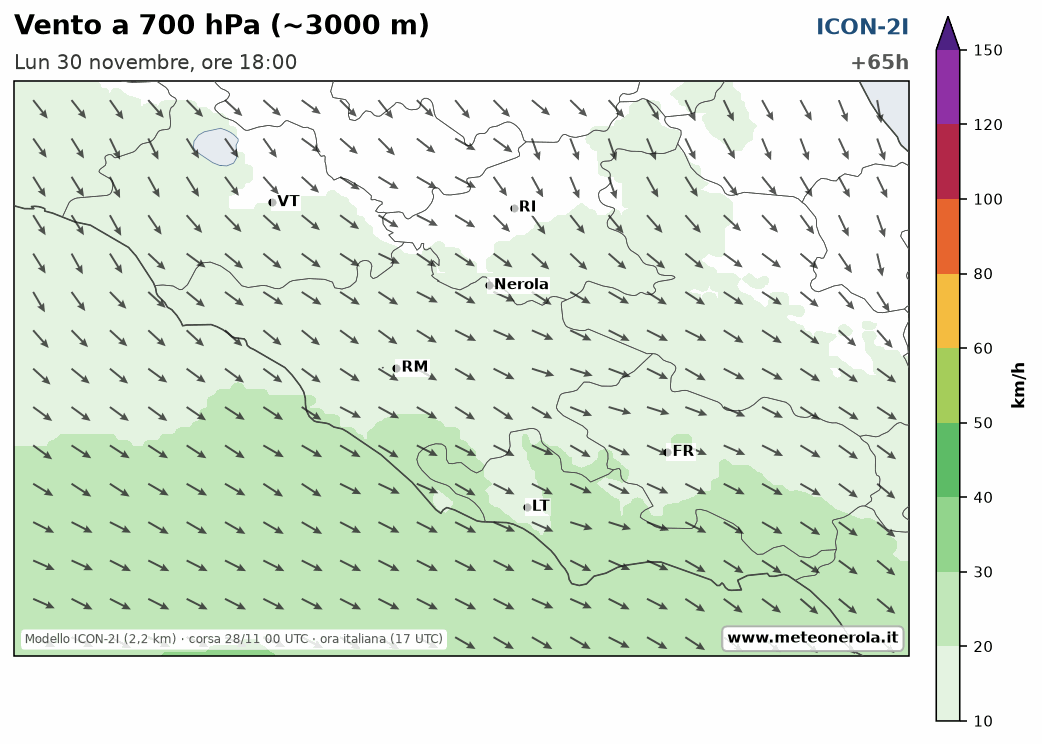 Vento a 700 hPa (~3000 m)
ICON-2I
Lun 30 novembre, ore 18:00
+65h
VT
RI
Nerola
RM
FR
LT
Modello ICON-2I (2,2 km) · corsa 28/11 00 UTC · ora italiana (17 UTC)
www.meteonerola.it
150
120
100
80
60
50
40
30
20
10
km/h